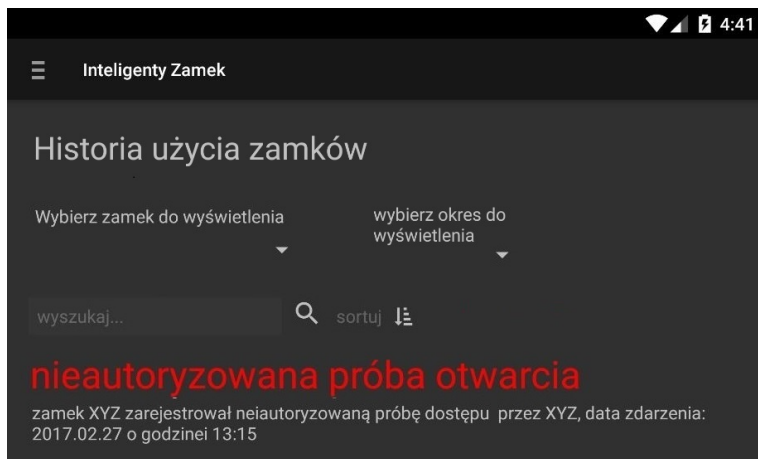 4:41
Inteligenty Zamek
Historia użycia zamków
Wybierz zamek do wyświetlenia
wybierz okres do
wyświetlenia
wyszukaj...
sortuj
nieautoryzowana próba otwarcia
zamek XYZ zarejestrował neiautoryzowaną próbę dostępu przez XYZ, data zdarzenia:
2017.02.27 o godzinei 13:15